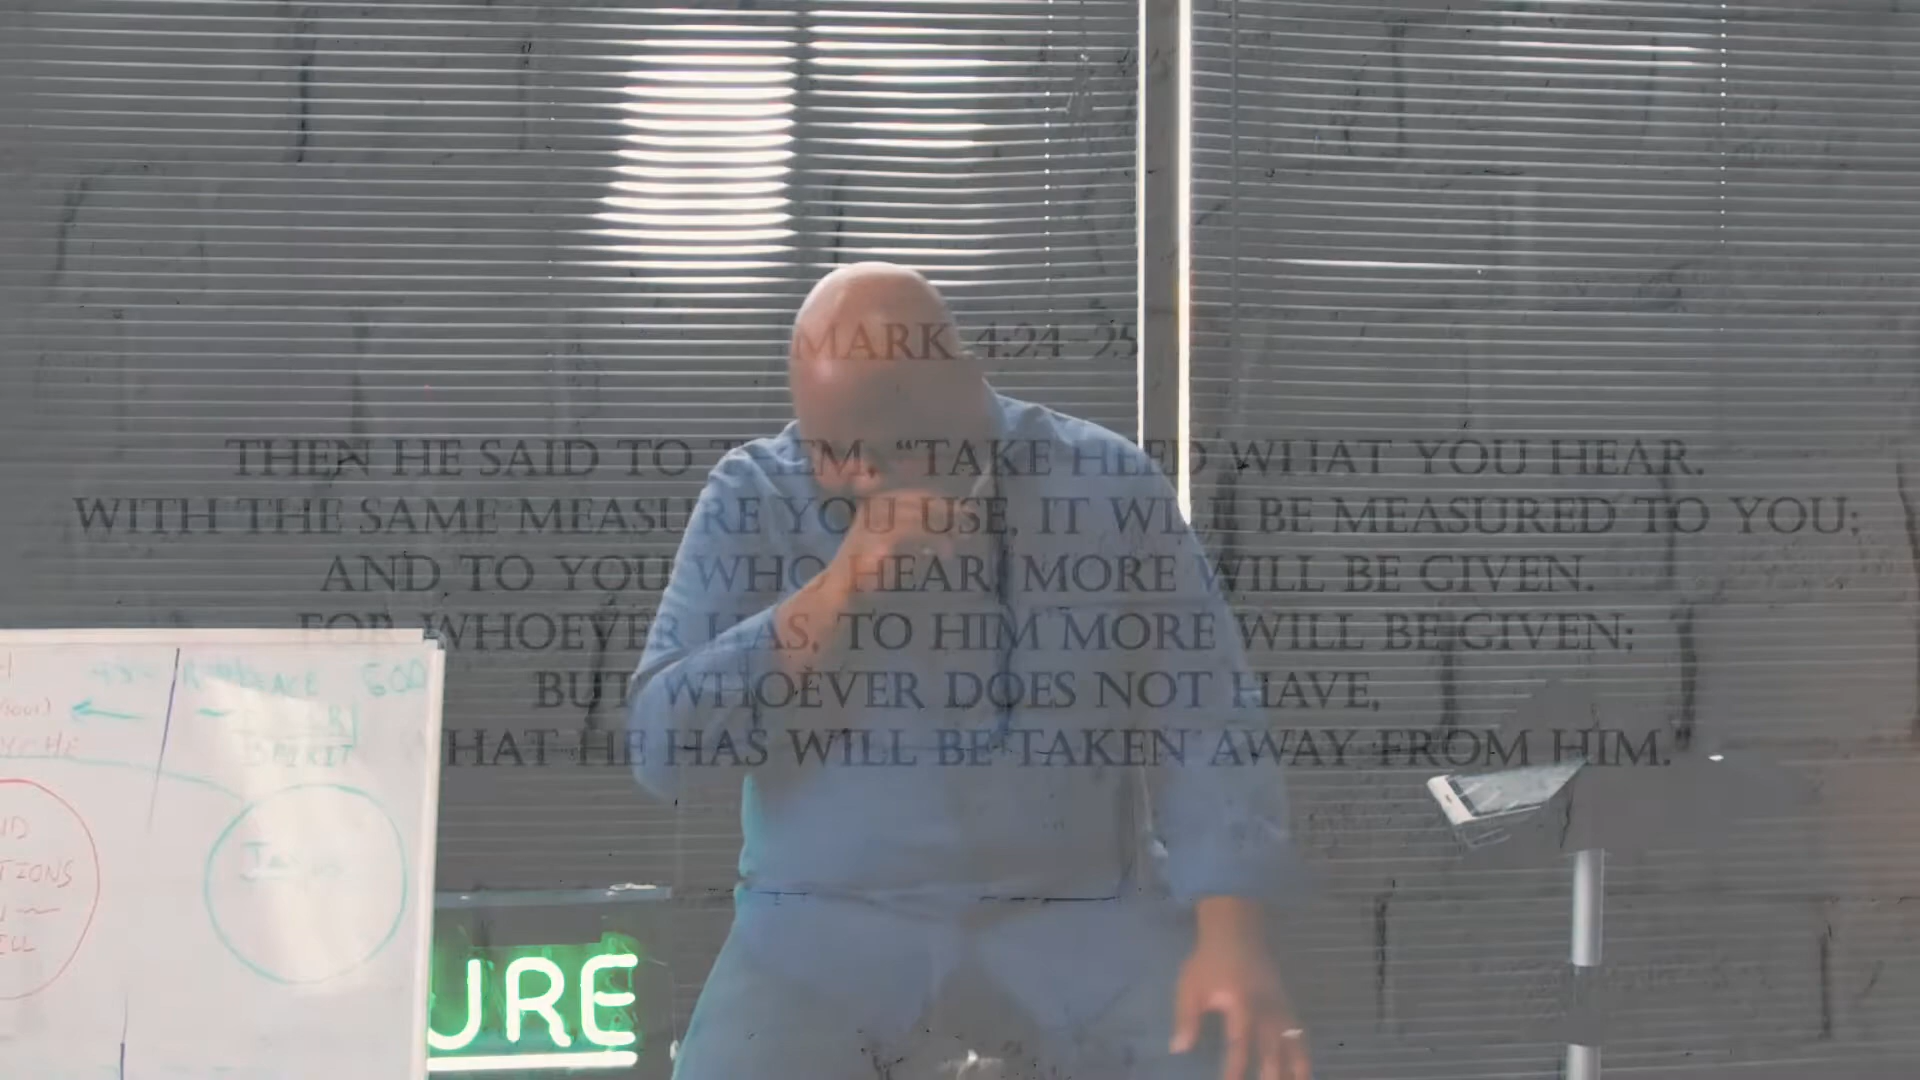 MARK 4:24-25
THEN HE SAID TO THEM, “TAKE HEED WHAT YOU HEAR.
WITH THE SAME MEASURE YOU USE, IT WILL BE MEASURED TO YOU;
AND TO YOU WHO HEAR, MORE WILL BE GIVEN.
FOR WHOEVER HAS, TO HIM MORE WILL BE GIVEN;
BUT WHOEVER DOES NOT HAVE,
WHAT HE HAS WILL BE TAKEN AWAY FROM HIM.”
GOD
TIONS
ILL
URE